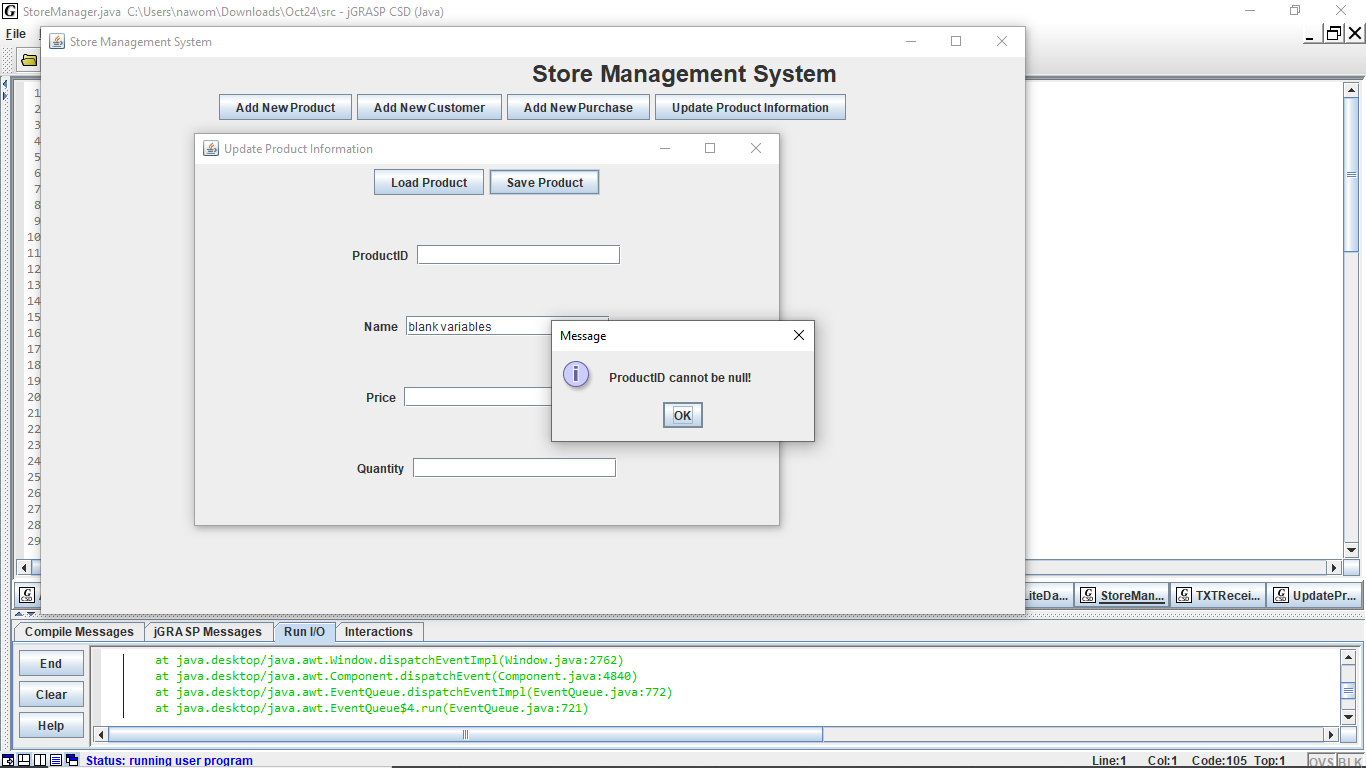 StoreManager.java C:\Users\nawom\Downloads\Oct24\src - jGRASP CSD (Java)
File
Store Management System
Store Management System
Add New Product Add New Customer Add New Purchase Update Product Information
Update Product Information
Load Product Save Product
ProductID
Name blank variables
Message
ProductID cannot be null!
OK
Price
Quantity
1
2
3
4
5
6
7
8
9
10
11
12
13
14
15
16
17
18
19
20
21
22
23
24
25
26
27
28
29
LiteDa... StoreMan... TXTRecei... UpdatePr...
Compile Messages jGRASP Messages Run I/O Interactions
End
Clear
Help
at java.desktop/java.awt.Window.dispatchEventImpl(Window.java:2762)
at java.desktop/java.awt.Component.dispatchEvent(Component.java:4840)
at java.desktop/java.awt.EventQueue.dispatchEventImpl(EventQueue.java:772)
at java.desktop/java.awt.EventQueue$4.run(EventQueue.java:721)
Status: running user program
Line:1 Col:1 Code:105 Top:1 OVS BLK